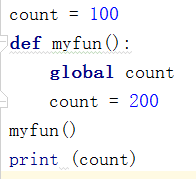 count = 100
def myfun():
    global count
    count = 200
myfun()
print (count)